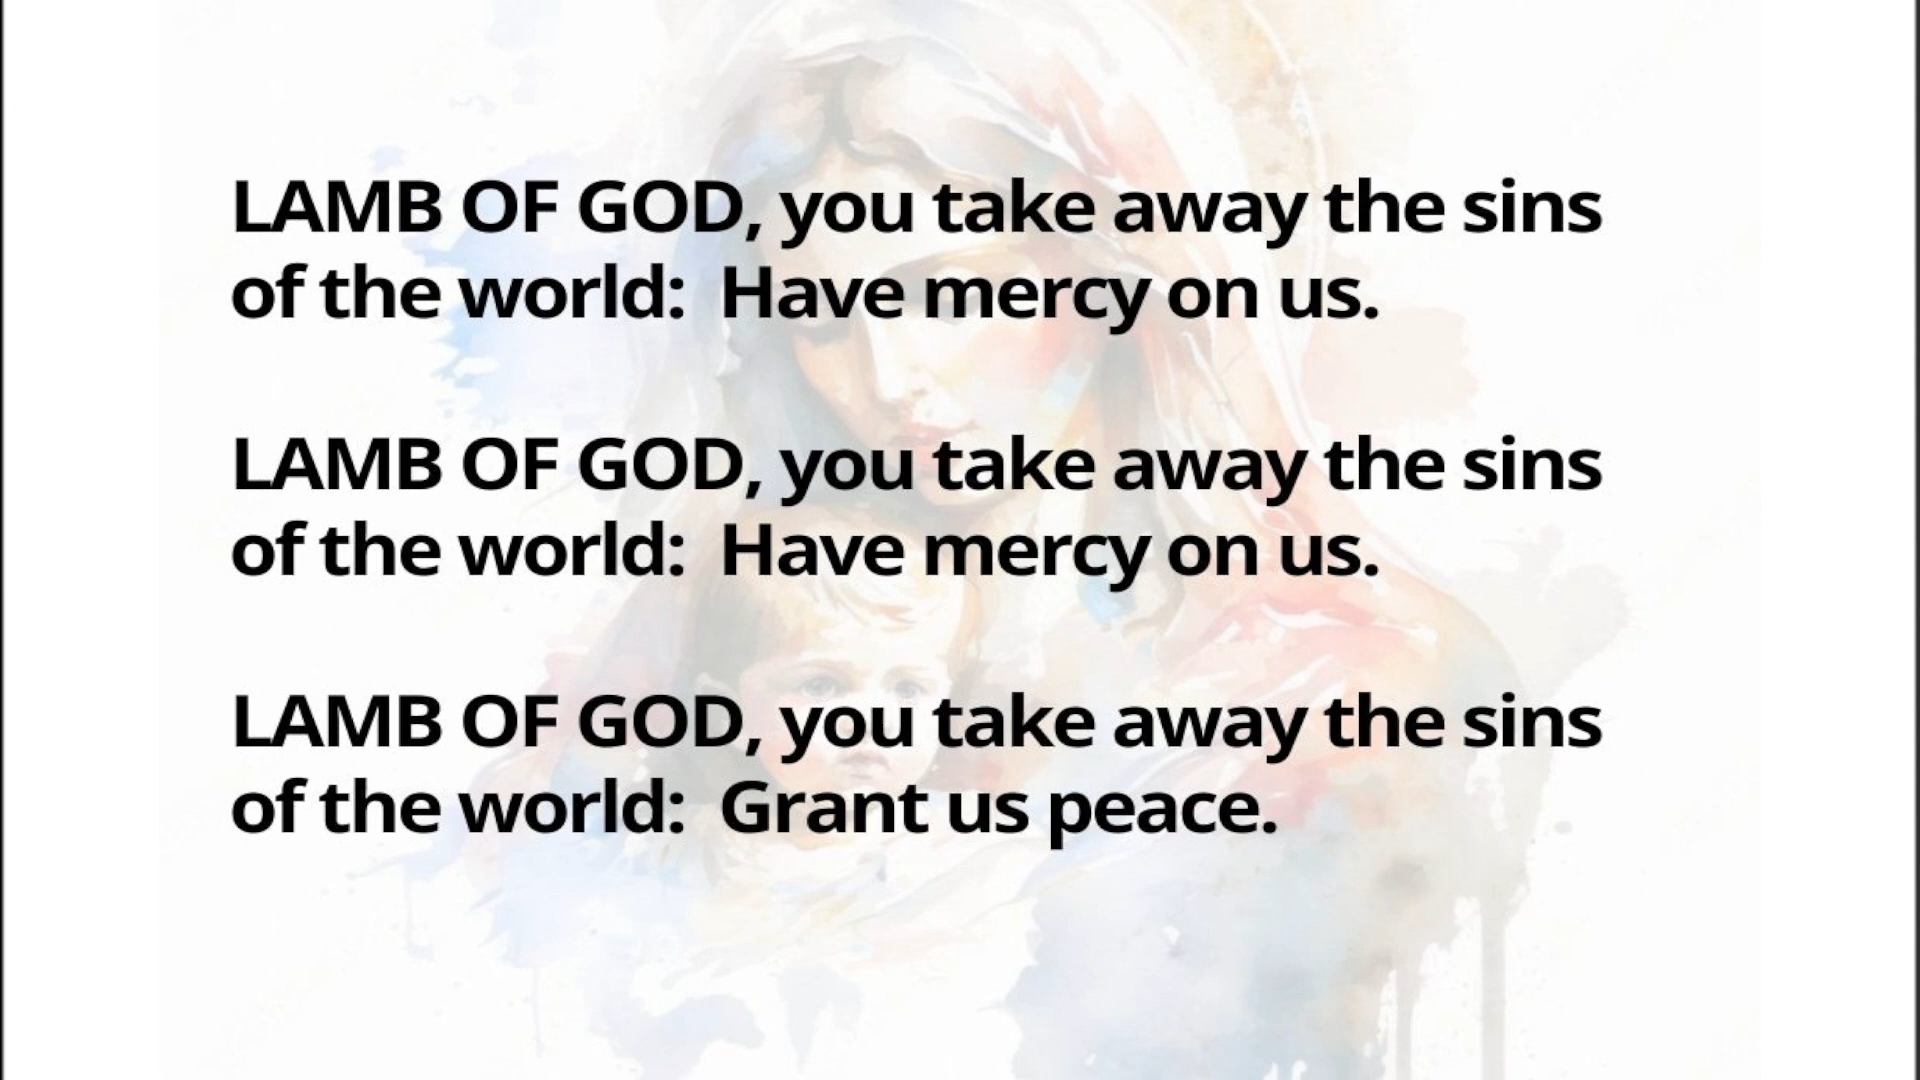 LAMB OF GOD, you take away the sins
of the world:  Have mercy on us.
LAMB OF GOD, you take away the sins
of the world:  Have mercy on us.
LAMB OF GOD, you take away the sins
of the world:  Grant us peace.